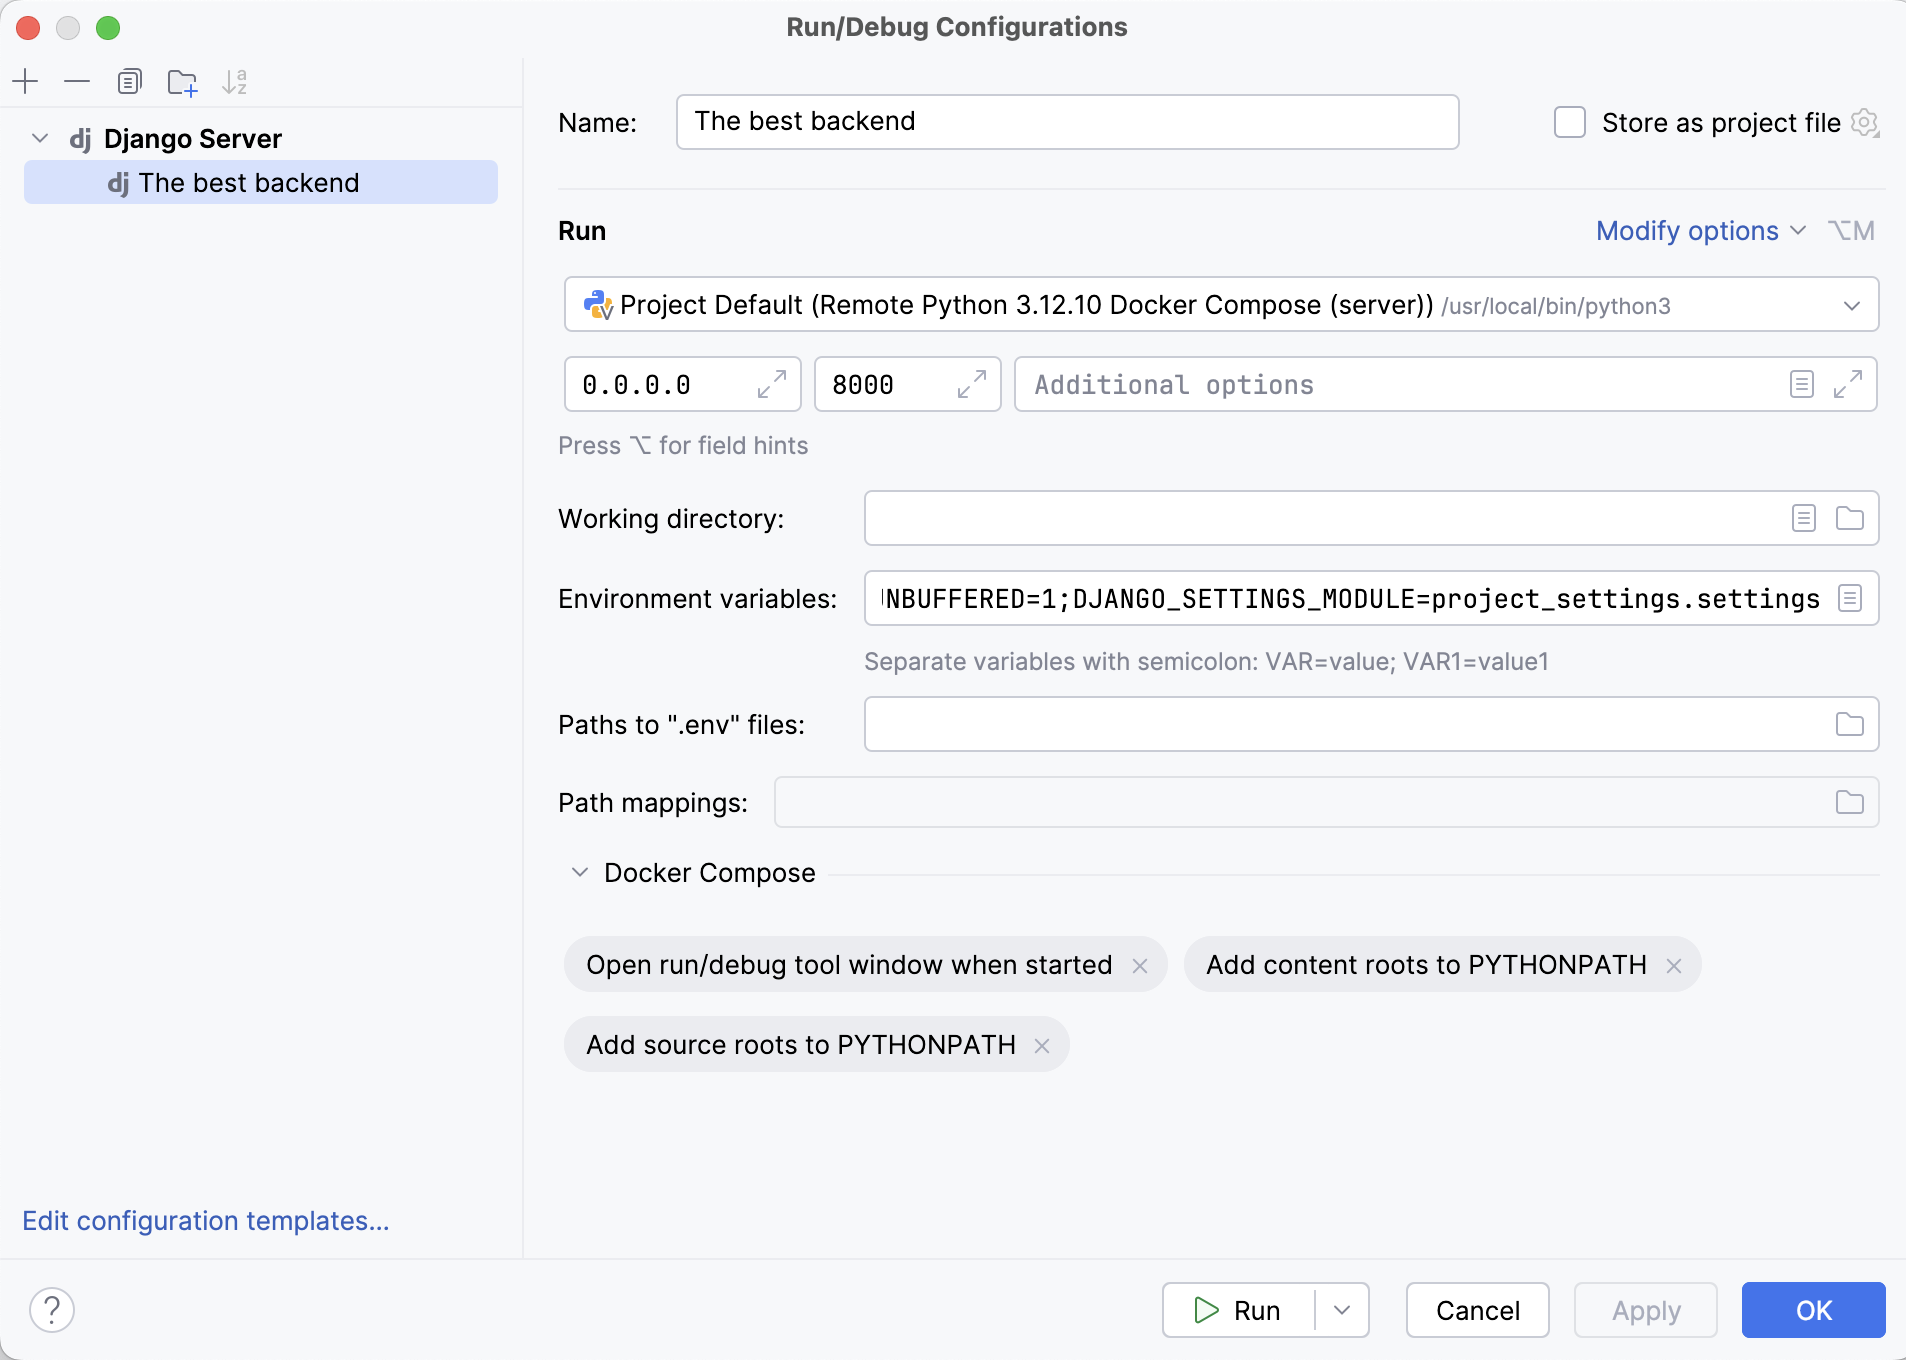 Run/Debug Configurations
Django Server
The best backend
Edit configuration templates...
Name: The best backend Store as project file
Run Modify options ⌥M
Project Default (Remote Python 3.12.10 Docker Compose (server)) /usr/local/bin/python3
0.0.0.0 8000 Additional options
Press ⌥ for field hints
Working directory:
Environment variables: NBUFFERED=1;DJANGO_SETTINGS_MODULE=project_settings.settings
Separate variables with semicolon: VAR=value; VAR1=value1
Paths to ".env" files:
Path mappings:
Docker Compose
Open run/debug tool window when started Add content roots to PYTHONPATH
Add source roots to PYTHONPATH
? Run Cancel Apply OK